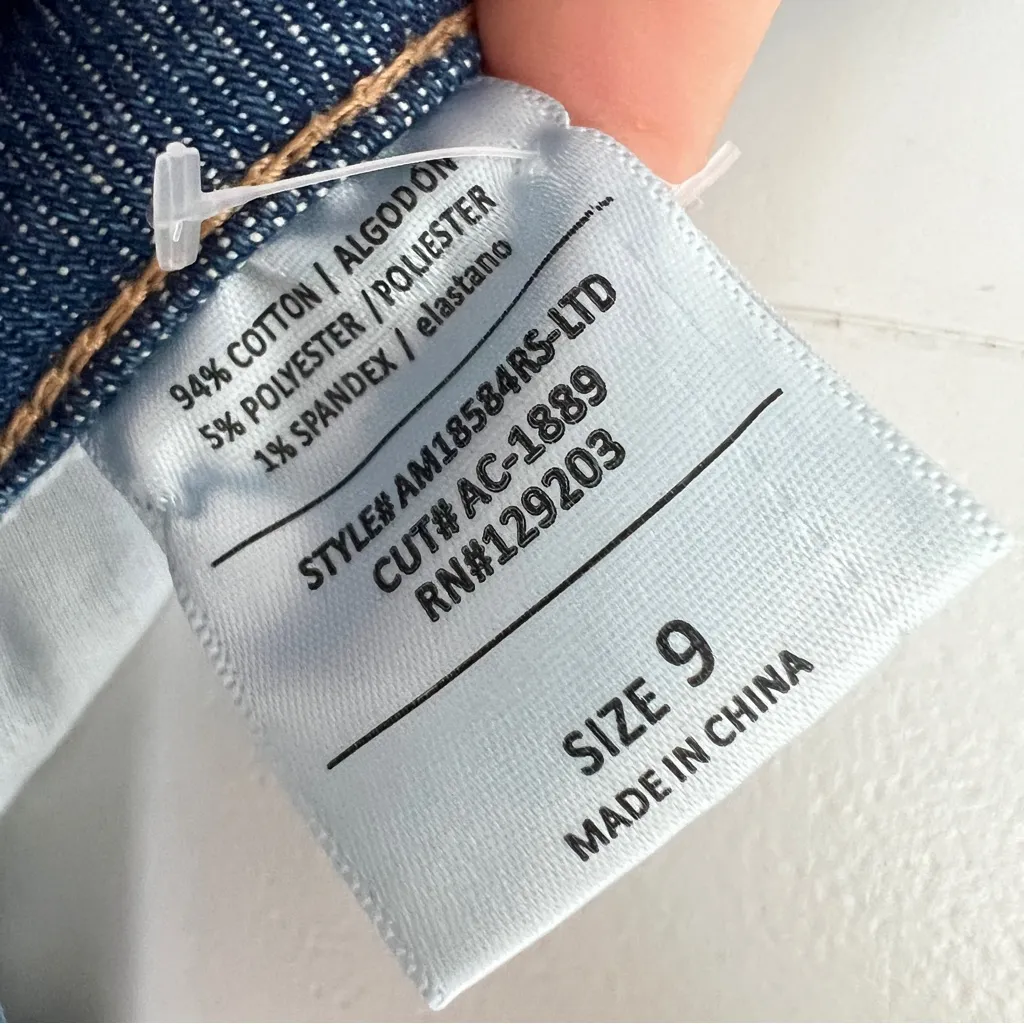 94% COTTON / ALGODÓN
5% POLYESTER / POLIESTER
1% SPANDEX / elastano
STYLE# AM18584RS-LTD
CUT# AC-1889
RN#129203
SIZE 9
MADE IN CHINA